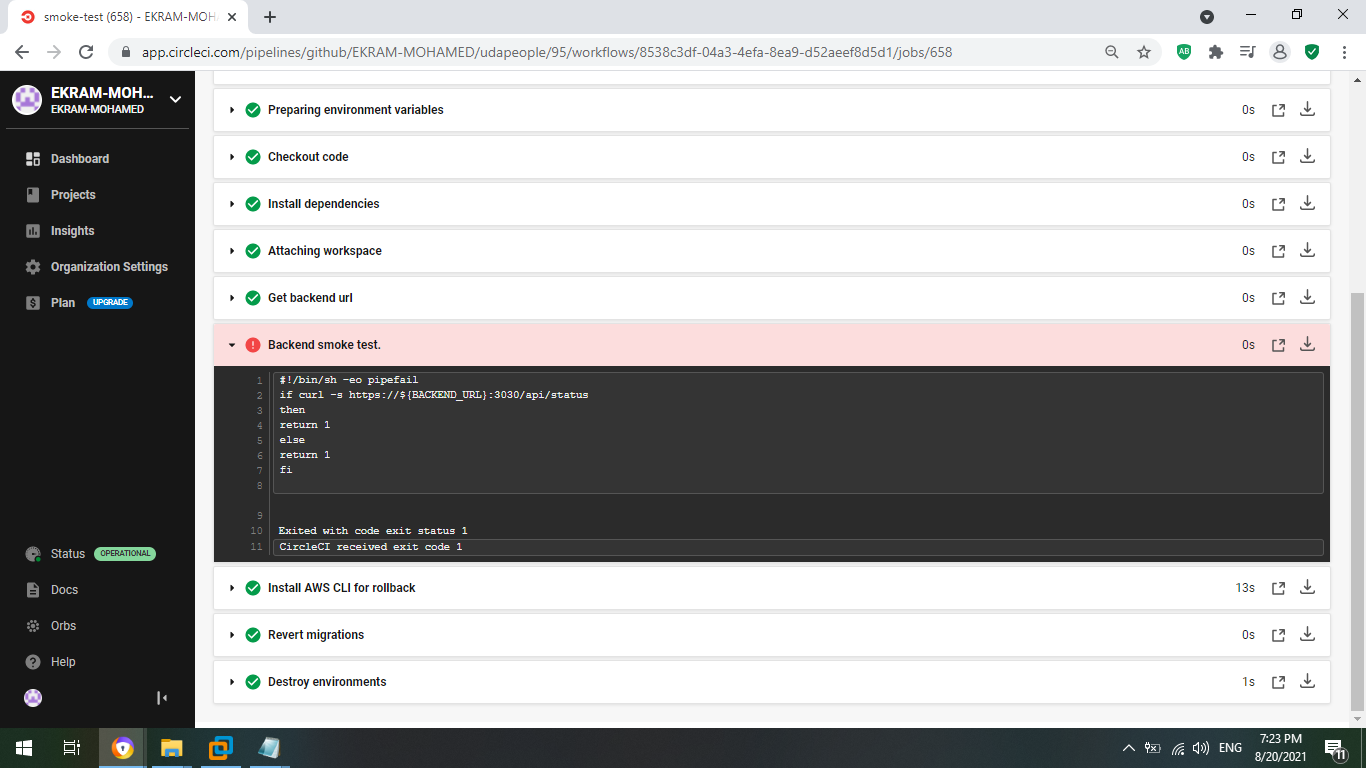 smoke-test (658) - EKRAM-MOH
app.circleci.com/pipelines/github/EKRAM-MOHAMED/udapeople/95/workflows/8538c3df-04a3-4efa-8ea9-d52aeef8d5d1/jobs/658
AB
EKRAM-MOH...
EKRAM-MOHAMED
Dashboard
Projects
Insights
Organization Settings
Plan UPGRADE
Status OPERATIONAL
Docs
Orbs
Help
Preparing environment variables 0s
Checkout code 0s
Install dependencies 0s
Attaching workspace 0s
Get backend url 0s
Backend smoke test. 0s
1 #!/bin/sh -eo pipefail
2 if curl -s https://${BACKEND_URL}:3030/api/status
3 then
4 return 1
5 else
6 return 1
7 fi
8
9
10 Exited with code exit status 1
11 CircleCI received exit code 1
Install AWS CLI for rollback 13s
Revert migrations 0s
Destroy environments 1s
ENG
7:23 PM
8/20/2021
11